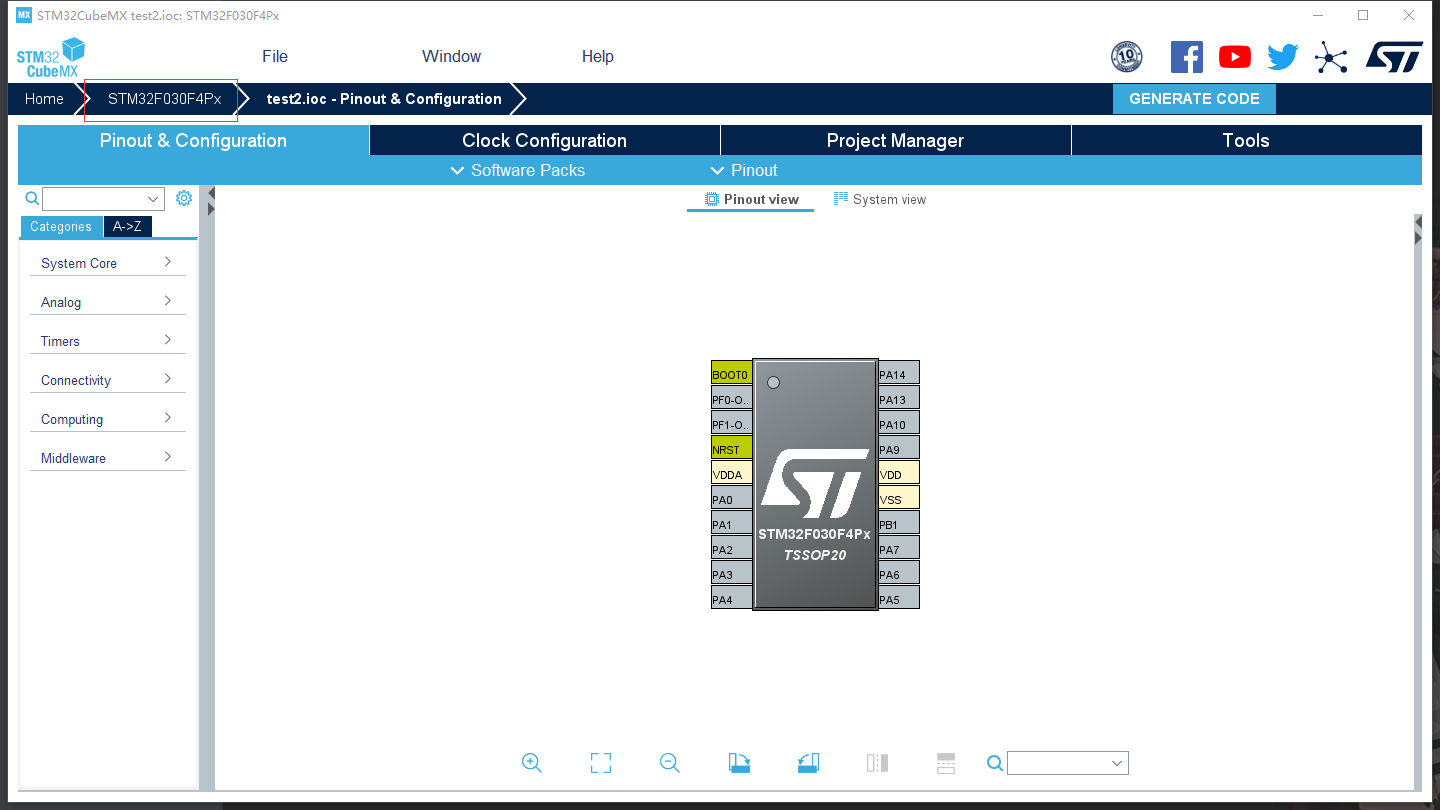 MX STM32CubeMX test2.ioc: STM32F030F4Px
STM32 CubeMX
File Window Help
10 YEARS
Home STM32F030F4Px test2.ioc - Pinout & Configuration GENERATE CODE
Pinout & Configuration Clock Configuration Project Manager Tools
Software Packs Pinout
Pinout view System view
Categories A->Z
System Core
Analog
Timers
Connectivity
Computing
Middleware
BOOT0 PA14
PF0-O.. PA13
PF1-O.. PA10
NRST PA9
VDDA VDD
PA0 VSS
PA1 PB1
PA2 PA7
PA3 PA6
PA4 PA5
ST
STM32F030F4Px
TSSOP20